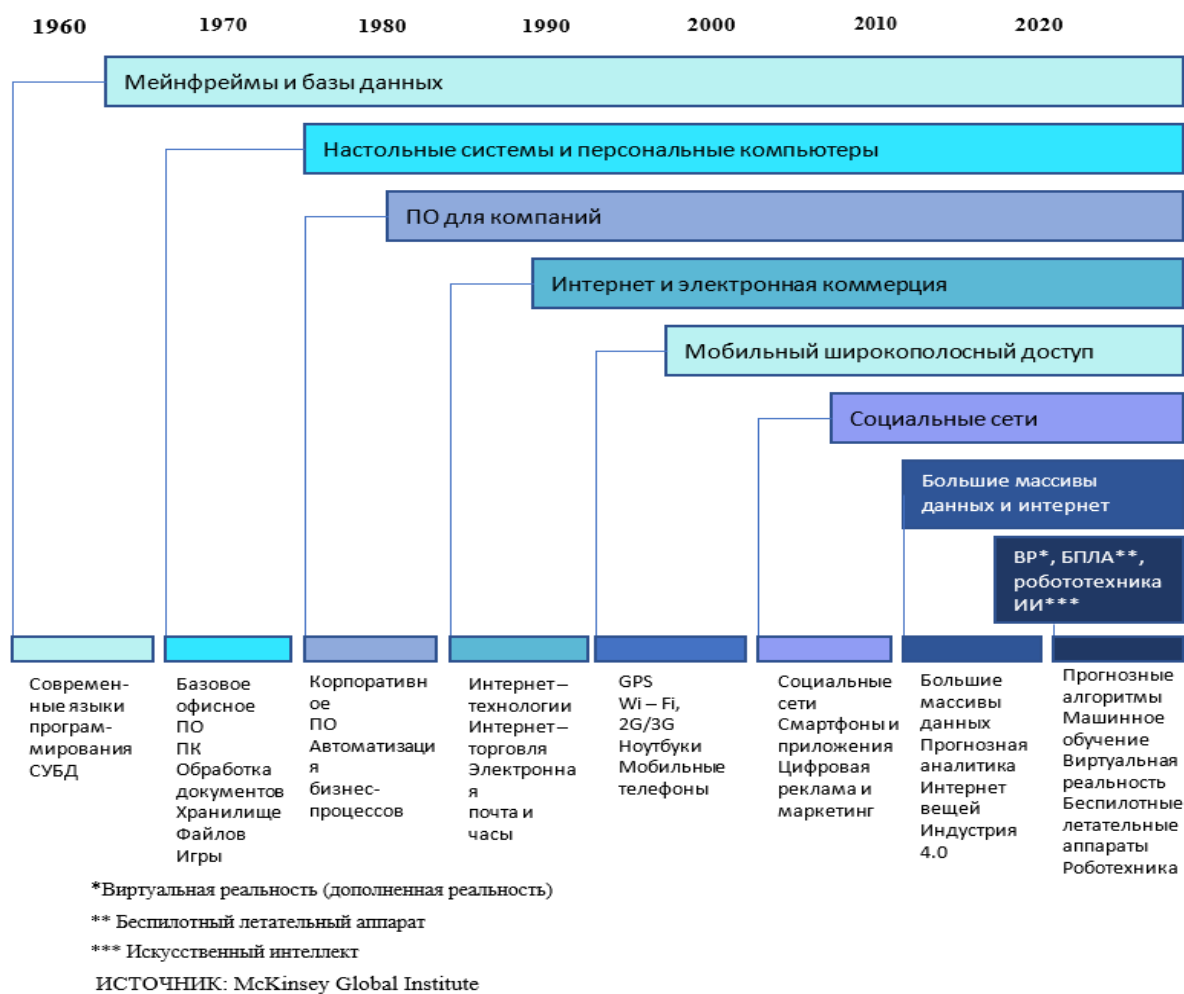 1960 1970 1980 1990 2000 2010 2020
Мейнфреймы и базы данных
Настольные системы и персональные компьютеры
ПО для компаний
Интернет и электронная коммерция
Мобильный широкополосный доступ
Социальные сети
Большие массивы
данных и интернет
ВР*, БПЛА**,
робототехника
ИИ***
Современ-
ные языки
програм-
мирования
СУБД
Базовое
офисное
ПО
ПК
Обработка
документов
Хранилище
Файлов
Игры
Корпоративн
ое
ПО
Автоматизаци
я
бизнес-
процессов
Интернет–
технологии
Интернет–
торговля
Электронна
я
почта и
часы
GPS
Wi – Fi,
2G/3G
Ноутбуки
Мобильные
телефоны
Социальные
сети
Смартфоны и
приложения
Цифровая
реклама и
маркетинг
Большие
массивы
данных
Прогнозная
аналитика
Интернет
вещей
Индустрия
4.0
Прогнозные
алгоритмы
Машинное
обучение
Виртуальная
реальность
Беспилотные
летательные
аппараты
Роботехника
*Виртуальная реальность (дополненная реальность)
** Беспилотный летательный аппарат
*** Искусственный интеллект
ИСТОЧНИК: McKinsey Global Institute